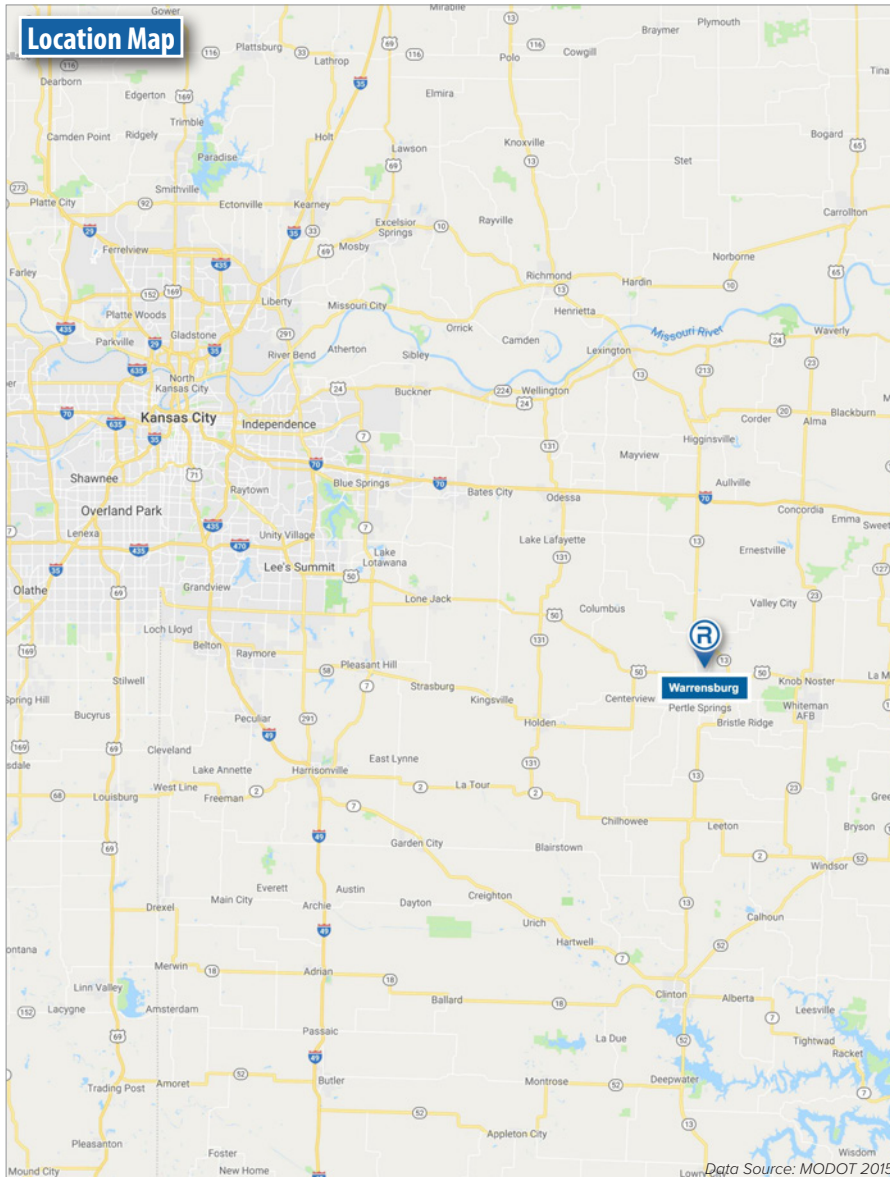 Location Map
Mirabile
Plattsburg
Lathrop
Polo
Cowgill
Braymer
Plymouth
Dearborn
Edgerton
Elmira
Tina
Trimble
Camden Point
Ridgely
Holt
Lawson
Knoxville
Stet
Bogard
Paradise
Smithville
Platte City
Ectonville
Kearney
Excelsior
Springs
Rayville
Carrollton
Ferrelview
Mosby
Norborne
Farley
Liberty
Missouri City
Richmond
Hardin
Platte Woods
Orrick
Henrietta
Camden
Missouri River
Waverly
Parkville
Gladstone
River Bend
Atherton
Sibley
Lexington
North
Kansas City
Buckner
Wellington
Kansas City
Independence
Corder
Alma
Blackburn
Higginsville
Mayview
Shawnee
Raytown
Blue Springs
Bates City
Odessa
Aullville
Overland Park
Concordia
Emma
Sweet
Lenexa
Unity Village
Lake Lafayette
Ernestville
Lee's Summit
Lake
Lotawana
Olathe
Grandview
Lone Jack
Columbus
Valley City
Loch Lloyd
Belton
Raymore
R
Pleasant Hill
Strasburg
Kingsville
Centerview
Warrensburg
Knob Noster
La M
Stilwell
Pertle Springs
Whiteman
AFB
Spring Hill
Bucyrus
Peculiar
Holden
Bristle Ridge
Cleveland
East Lynne
Lake Annette
Harrisonville
La Tour
West Line
Freeman
Louisburg
Chilhowee
Leeton
Bryson
Garden City
Blairstown
Windsor
Everett
Austin
Main City
Archie
Dayton
Creighton
Drexel
Urich
Calhoun
Hartwell
Merwin
Adrian
Linn Valley
Ballard
Clinton
Alberta
Leesville
Lacygne
Amsterdam
Passaic
La Due
Tightwad
Racket
Trading Post
Amoret
Butler
Montrose
Deepwater
Appleton City
Pleasanton
Foster
Wisdom
Mound City
New Home
Lowry City
Data Source: MODOT 2015